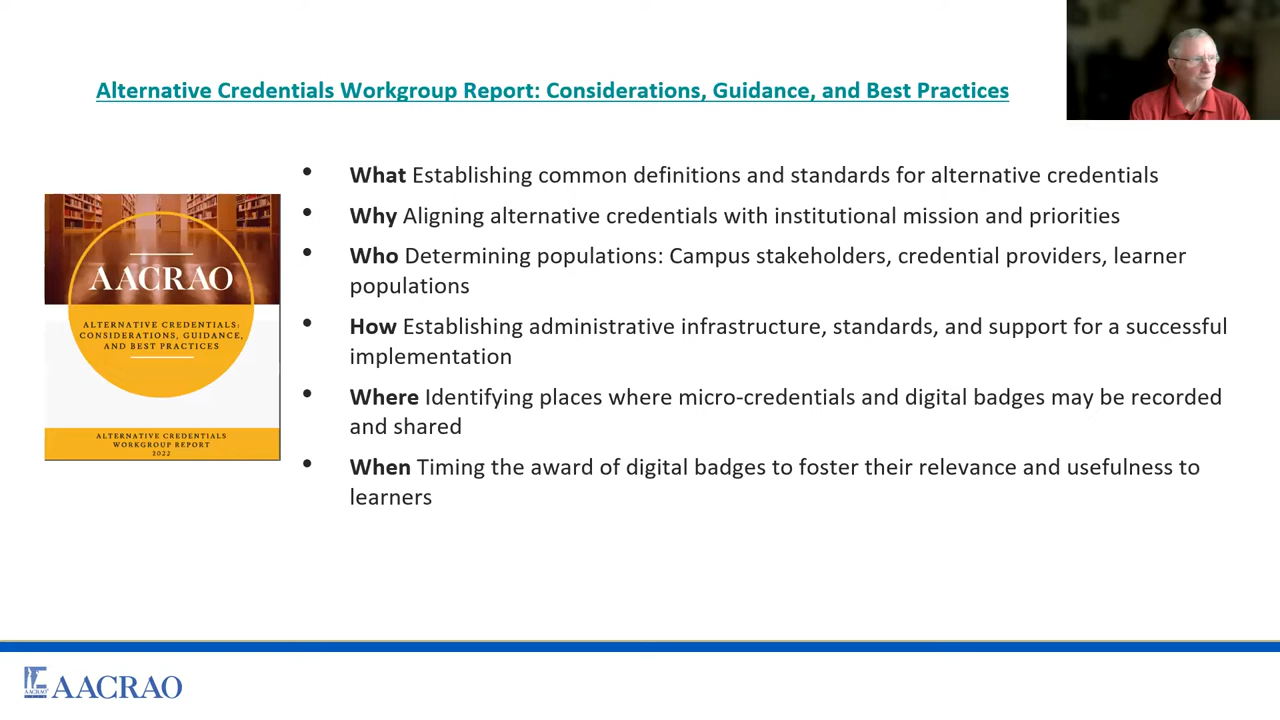 Alternative Credentials Workgroup Report: Considerations, Guidance, and Best Practices
AACRAO
ALTERNATIVE CREDENTIALS:
CONSIDERATIONS, GUIDANCE,
AND BEST PRACTICES
ALTERNATIVE CREDENTIALS
WORKGROUP REPORT
2022
• What Establishing common definitions and standards for alternative credentials
• Why Aligning alternative credentials with institutional mission and priorities
• Who Determining populations: Campus stakeholders, credential providers, learner
populations
• How Establishing administrative infrastructure, standards, and support for a successful
implementation
• Where Identifying places where micro-credentials and digital badges may be recorded
and shared
• When Timing the award of digital badges to foster their relevance and usefulness to
learners
AACRAO
AACRAO